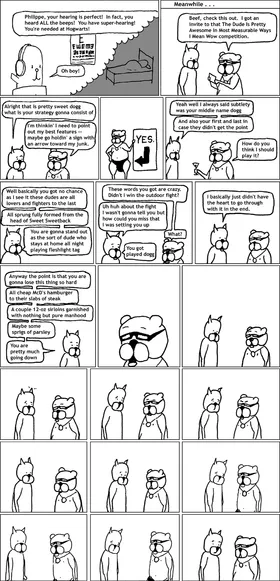 Philippe, your hearing is perfect! In fact, you
heard ALL the beeps! You have super-hearing!
You're needed at Hogwarts!
Oh boy!
Meanwhile . . .
Beef, check this out. I got an
invite to that The Dude Is Pretty
Awesome In Most Measurable Ways
I Mean Wow competition.
Alright that is pretty sweet dogg
what is your strategy gonna consist of
I'm thinkin' I need to point
out my best features —
maybe go holdin' a sign with
an arrow toward my junk.
YES.
Yeah well I always said subtlety
was your middle name dogg
And also your first and last in
case they didn't get the point
How do you
think I should
play it?
Well basically you got no chance
as I see it these dudes are all
lovers and fighters to the last
All sprung fully formed from the
head of Sweet Sweetback
You are gonna stand out
as the sort of dude who
stays at home all night
playing fleshlight tag
These words you got are crazy.
Didn't I win the outdoor fight?
Uh huh about the fight
I wasn't gonna tell you but
how could you miss that
I was setting you up
What?
You got
played dogg
I basically just didn't have
the heart to go through
with it in the end.
Anyway the point is that you are
gonna lose this thing so hard
All cheap McD's hamburger
to their slabs of steak
A couple 12-oz sirloins garnished
with nothing but pure manhood
Maybe some
sprigs of parsley
You are
pretty much
going down